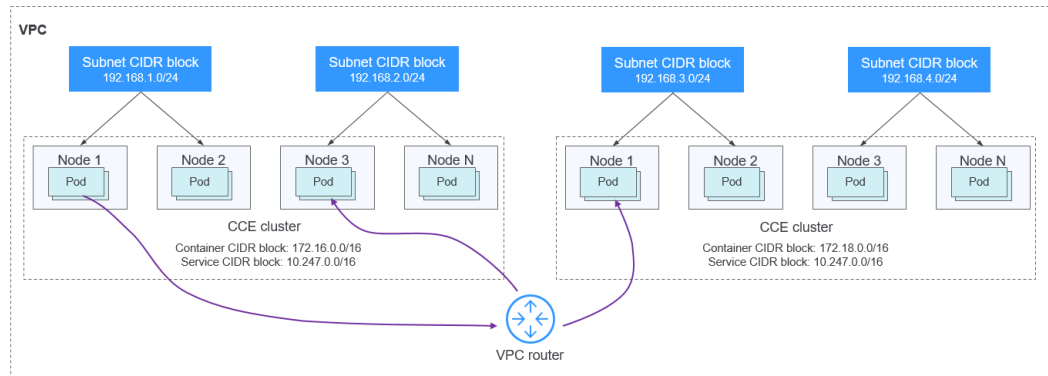 VPC
Subnet CIDR block
192.168.1.0/24
Subnet CIDR block
192.168.2.0/24
Subnet CIDR block
192.168.3.0/24
Subnet CIDR block
192.168.4.0/24
Node 1
Pod
Node 2
Pod
Node 3
Pod
Node N
Pod
CCE cluster
Container CIDR block: 172.16.0.0/16
Service CIDR block: 10.247.0.0/16
Node 1
Pod
Node 2
Pod
Node 3
Pod
Node N
Pod
CCE cluster
Container CIDR block: 172.18.0.0/16
Service CIDR block: 10.247.0.0/16
VPC router